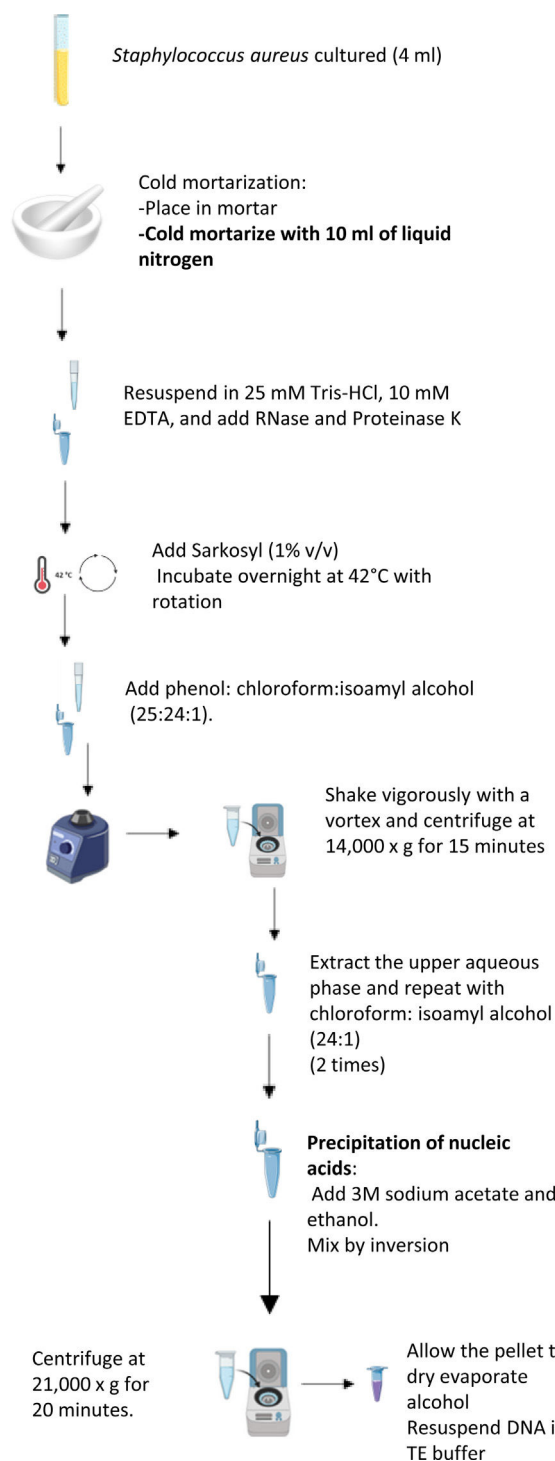 Staphylococcus aureus cultured (4 ml)
Cold mortarization:
-Place in mortar
-Cold mortarize with 10 ml of liquid
nitrogen
Resuspend in 25 mM Tris-HCl, 10 mM
EDTA, and add RNase and Proteinase K
42 °C
Add Sarkosyl (1% v/v)
Incubate overnight at 42°C with
rotation
Add phenol: chloroform:isoamyl alcohol
(25:24:1).
Shake vigorously with a
vortex and centrifuge at
14,000 x g for 15 minutes
Extract the upper aqueous
phase and repeat with
chloroform: isoamyl alcohol
(24:1)
(2 times)
Precipitation of nucleic
acids:
Add 3M sodium acetate and
ethanol.
Mix by inversion
Centrifuge at
21,000 x g for
20 minutes.
Allow the pellet t
dry evaporate
alcohol
Resuspend DNA i
TE buffer